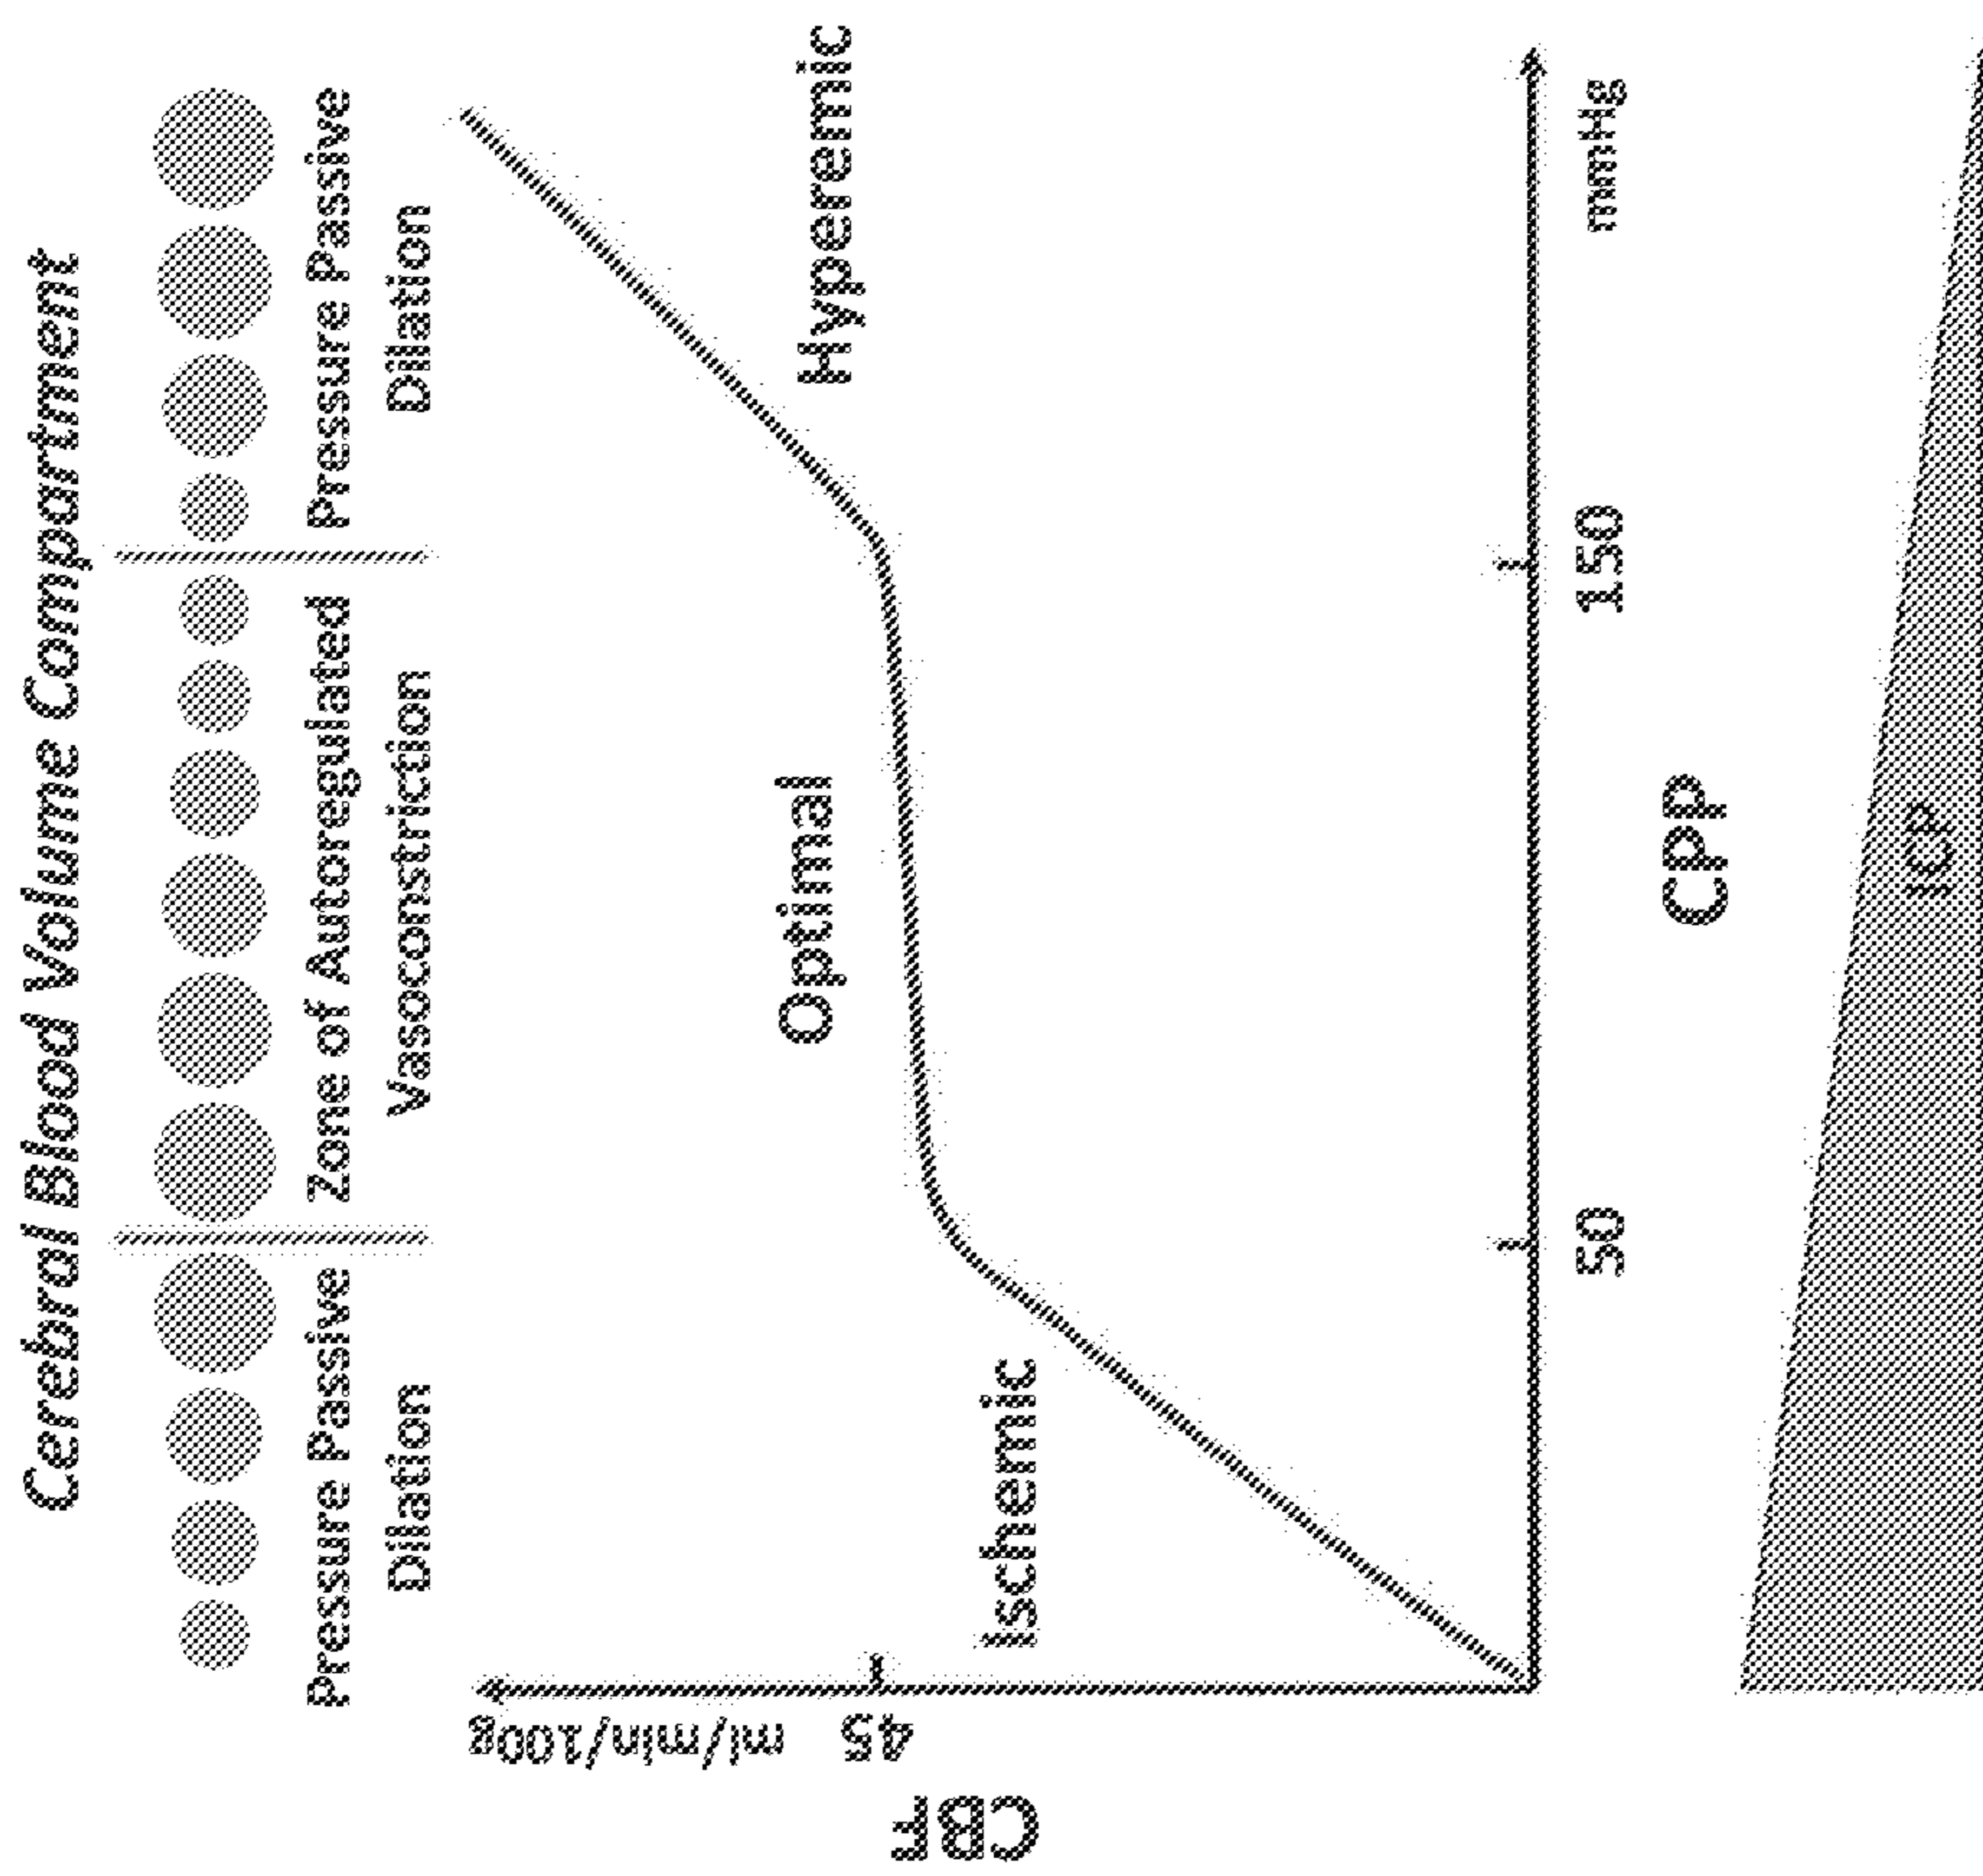 Cerebral Blood Volume Compartment
Pressure Passive
Dilation
Zone of Autoregulated
Vasoconstriction
Pressure Passive
Dilation
CBF
ml/min/100g
45
Ischemic
Optimal
Hyperemic
50
150
mmHg
CPP
ICP